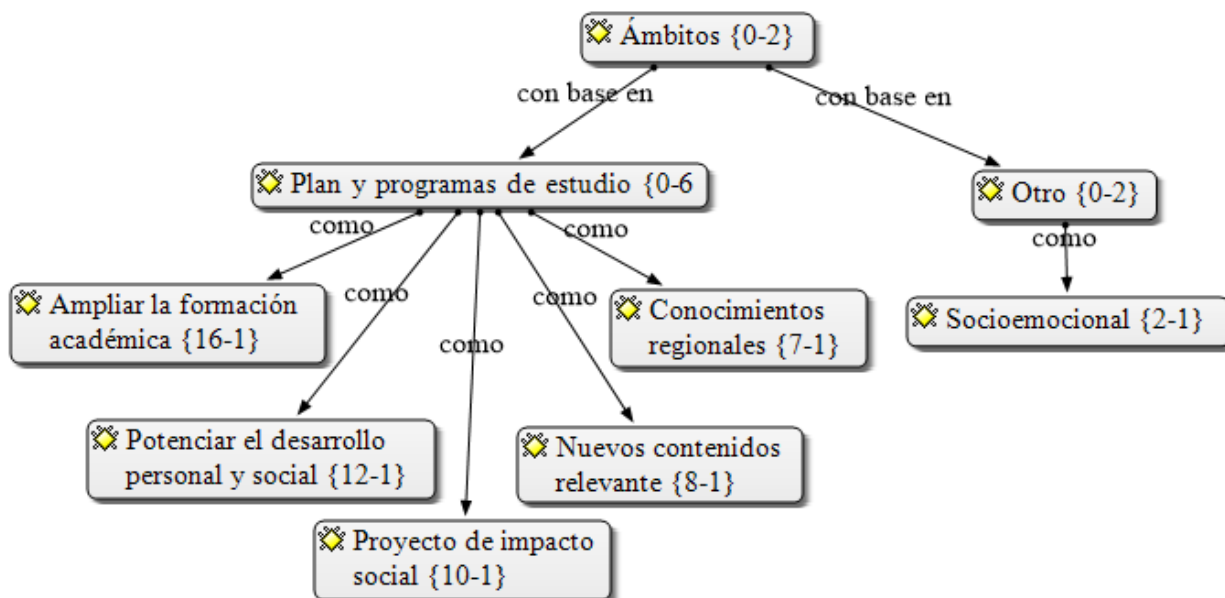 Ámbitos {0-2}
con base en
con base en
Plan y programas de estudio {0-6
Otro {0-2}
como
como
como
como
como
como
Ampliar la formación
académica {16-1}
Conocimientos
regionales {7-1}
Socioemocional {2-1}
Potenciar el desarrollo
personal y social {12-1}
Nuevos contenidos
relevante {8-1}
Proyecto de impacto
social {10-1}